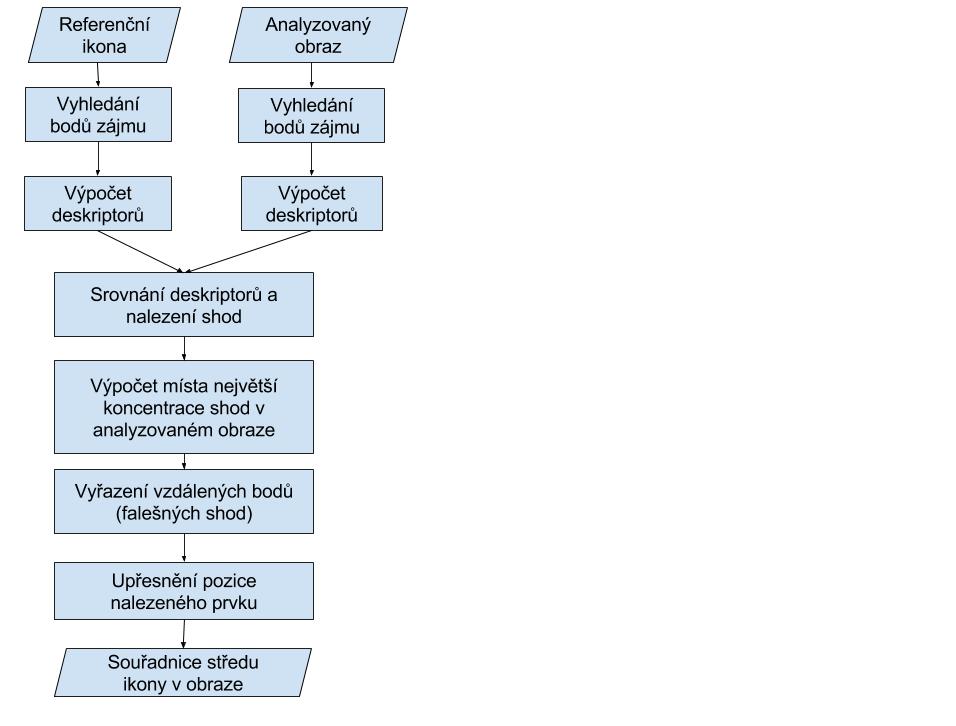 Referenční
ikona
Analyzovaný
obraz
Vyhledání
bodů zájmu
Vyhledání
bodů zájmu
Výpočet
deskriptorů
Výpočet
deskriptorů
Srovnání deskriptorů a
nalezení shod
Výpočet místa největší
koncentrace shod v
analyzovaném obraze
Vyřazení vzdálených bodů
(falešných shod)
Upřesnění pozice
nalezeného prvku
Souřadnice středu
ikony v obraze